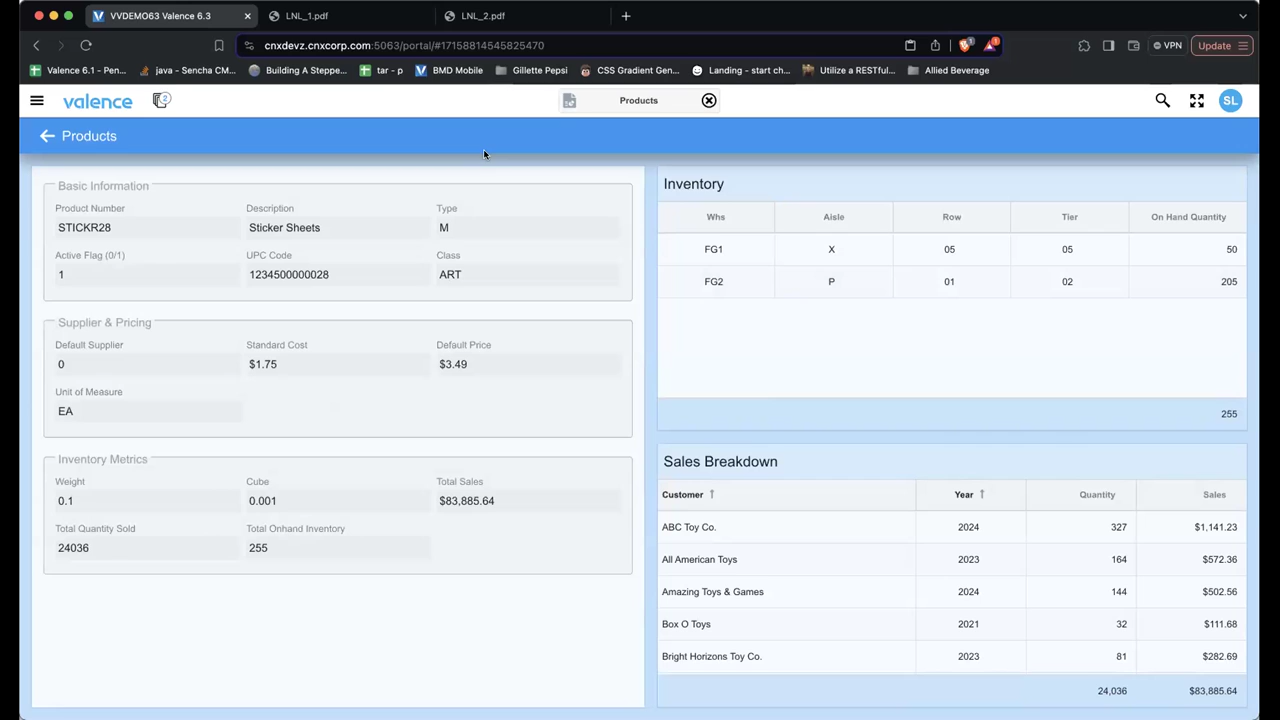 VVDEMO63 Valence 6.3
LNL_1.pdf
LNL_2.pdf
cnxdevz.cnxcorp.com:5063/portal/#17158814545825470
VPN
Update
Valence 6.1 - Pen...
java - Sencha CM...
Building A Steppe...
tar - p
BMD Mobile
Gillette Pepsi
CSS Gradient Gen...
Landing – start ch...
Utilize a RESTful...
Allied Beverage
valence
2
Products
SL
Products
Basic Information
Product Number Description Type
STICKR28 Sticker Sheets M
Active Flag (0/1) UPC Code Class
1 1234500000028 ART
Supplier & Pricing
Default Supplier Standard Cost Default Price
0 $1.75 $3.49
Unit of Measure
EA
Inventory Metrics
Weight Cube Total Sales
0.1 0.001 $83,885.64
Total Quantity Sold Total Onhand Inventory
24036 255
Inventory
Whs Aisle Row Tier On Hand Quantity
FG1 X 05 05 50
FG2 P 01 02 205
255
Sales Breakdown
Customer Year Quantity Sales
ABC Toy Co. 2024 327 $1,141.23
All American Toys 2023 164 $572.36
Amazing Toys & Games 2024 144 $502.56
Box O Toys 2021 32 $111.68
Bright Horizons Toy Co. 2023 81 $282.69
24,036 $83,885.64